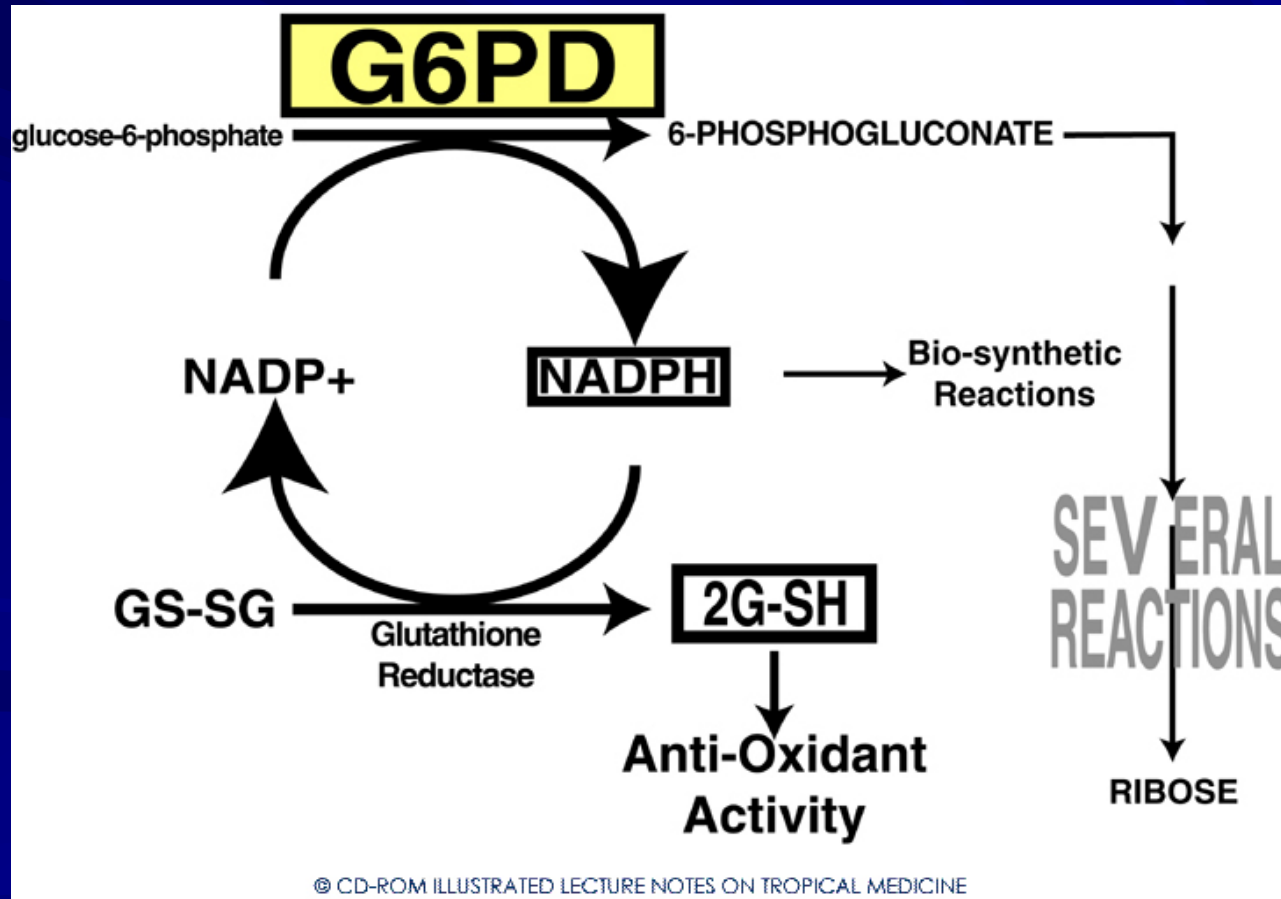 G6PD
glucose-6-phosphate
6-PHOSPHOGLUCONATE
NADP+
NADPH
Bio-synthetic
Reactions
SEVERAL
REACTIONS
GS-SG
Glutathione
Reductase
2G-SH
Anti-Oxidant
Activity
RIBOSE
© CD-ROM ILLUSTRATED LECTURE NOTES ON TROPICAL MEDICINE